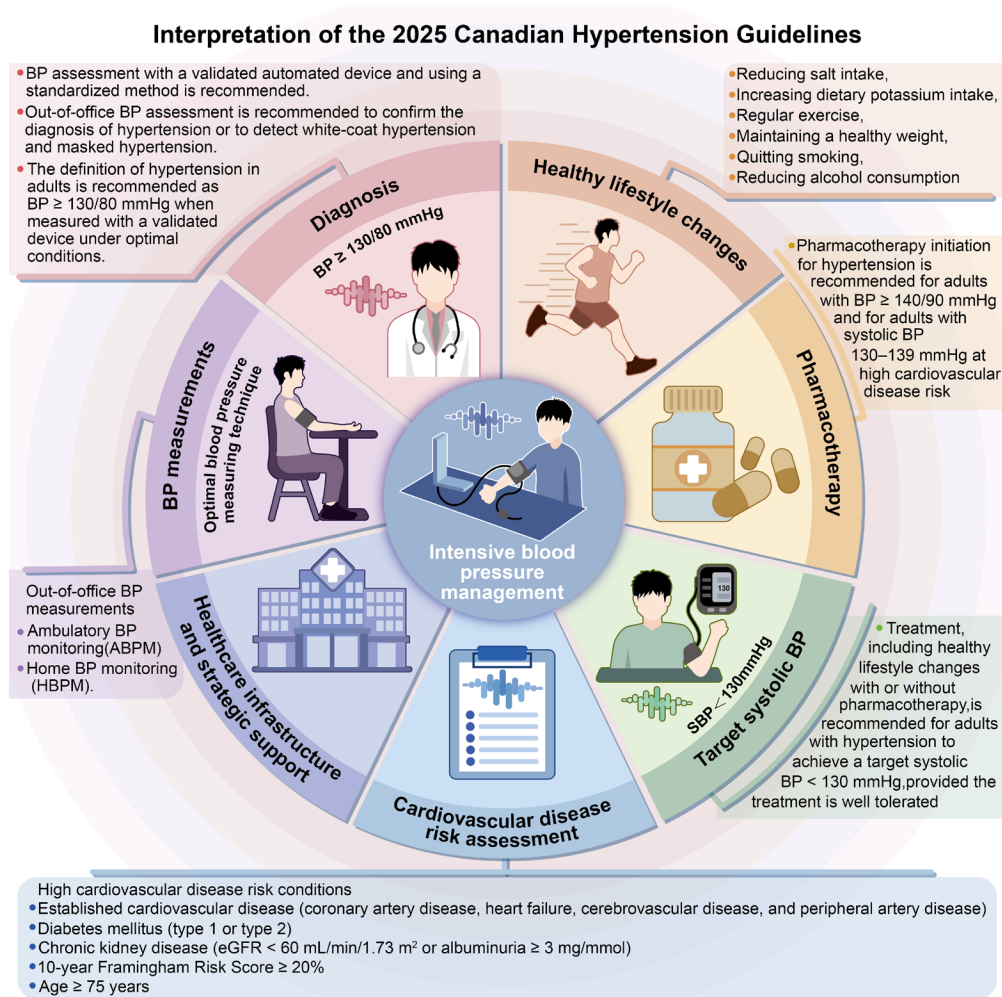 Interpretation of the 2025 Canadian Hypertension Guidelines
•BP assessment with a validated automated device and using a
standardized method is recommended.
•Out-of-office BP assessment is recommended to confirm the
diagnosis of hypertension or to detect white-coat hypertension
and masked hypertension.
• The definition of hypertension in
adults is recommended as
BP ≥ 130/80 mmHg when
measured with a validated
device under optimal
conditions.
•Reducing salt intake,
•Increasing dietary potassium intake,
•Regular exercise,
•Maintaining a healthy weight,
•Quitting smoking,
•Reducing alcohol consumption
Diagnosis
BP ≥ 130/80 mmHg
Healthy lifestyle changes
•Pharmacotherapy initiation
for hypertension is
recommended for adults
with BP ≥ 140/90 mmHg
and for adults with
systolic BP
130–139 mmHg at
high cardiovascular
disease risk
Pharmacotherapy
BP measurements
Optimal blood pressure
measuring technique
Intensive blood
pressure
management
Out-of-office BP
measurements
• Ambulatory BP
monitoring(ABPM)
• Home BP monitoring
(HBPM).
Healthcare infrastructure
and strategic support
130
SBP<130mmHg
Target systolic BP
• Treatment,
including healthy
lifestyle changes
with or without
pharmacotherapy,is
recommended for adults
with hypertension to
achieve a target systolic
BP < 130 mmHg,provided the
treatment is well tolerated
Cardiovascular disease
risk assessment
High cardiovascular disease risk conditions
•Established cardiovascular disease (coronary artery disease, heart failure, cerebrovascular disease, and peripheral artery disease)
•Diabetes mellitus (type 1 or type 2)
•Chronic kidney disease (eGFR < 60 mL/min/1.73 m² or albuminuria ≥ 3 mg/mmol)
•10-year Framingham Risk Score ≥ 20%
•Age ≥ 75 years